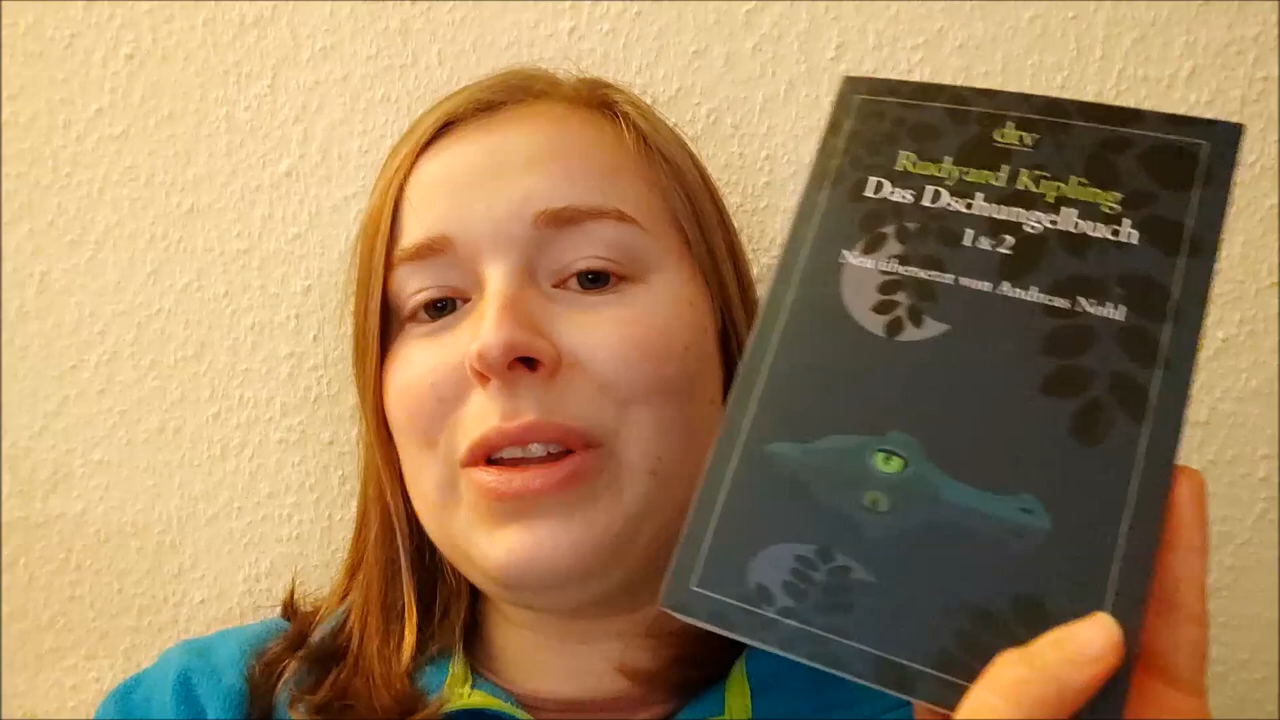 dtv
Rudyard Kipling
Das Dschungelbuch
1 & 2
Neu übersetzt von Andreas Nohl